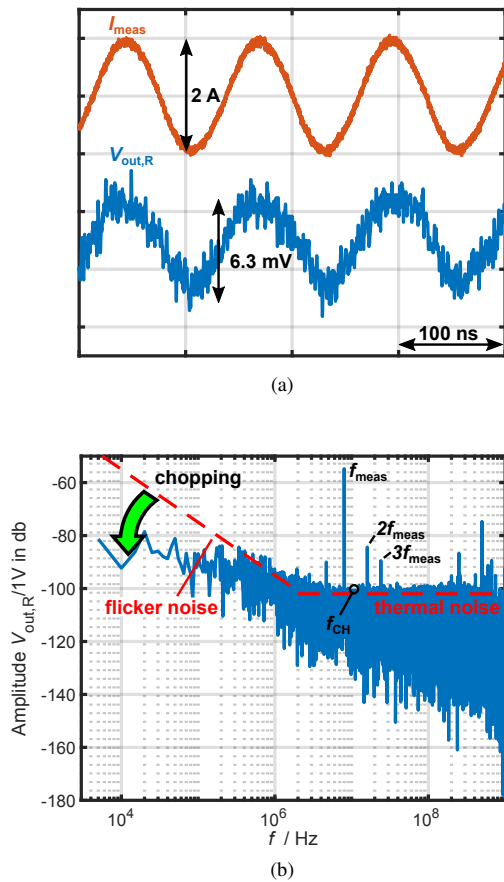 I_meas
2 A
V_out,R
6.3 mV
100 ns
(a)
-60
-80
-100
-120
-140
-160
-180
Amplitude V_out,R/1V in db
chopping
f_meas
2f_meas
3f_meas
flicker noise
thermal noise
f_CH
10^4
10^6
10^8
f / Hz
(b)